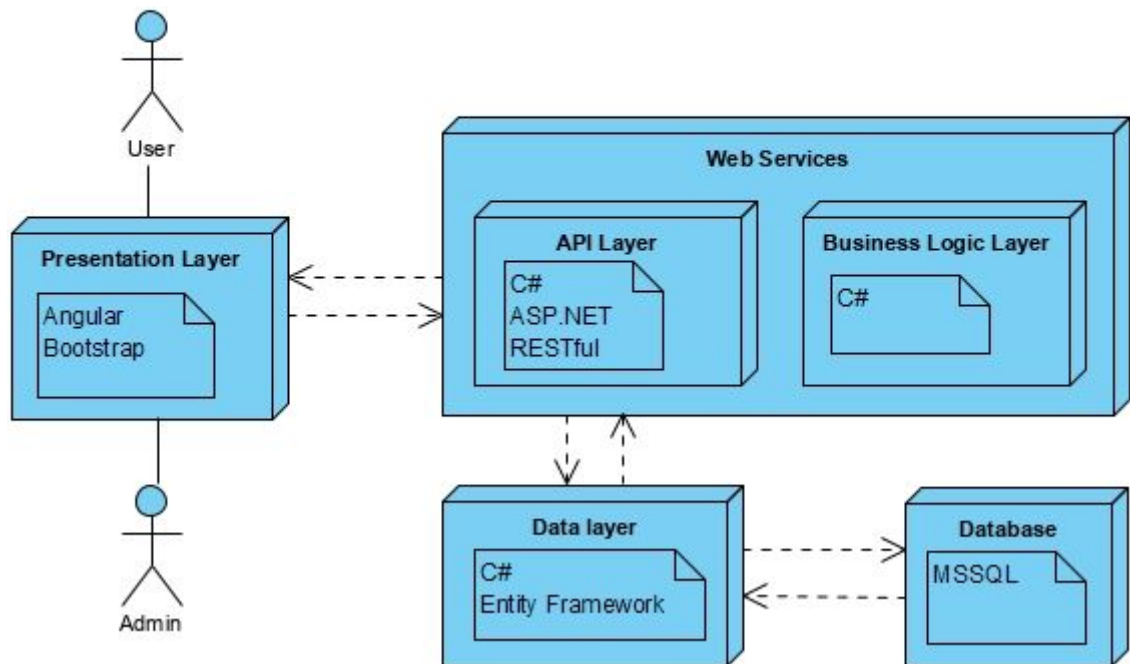 User
Web Services
Presentation Layer
Angular
Bootstrap
API Layer
C#
ASP.NET
RESTful
Business Logic Layer
C#
Data layer
C#
Entity Framework
Database
MSSQL
Admin